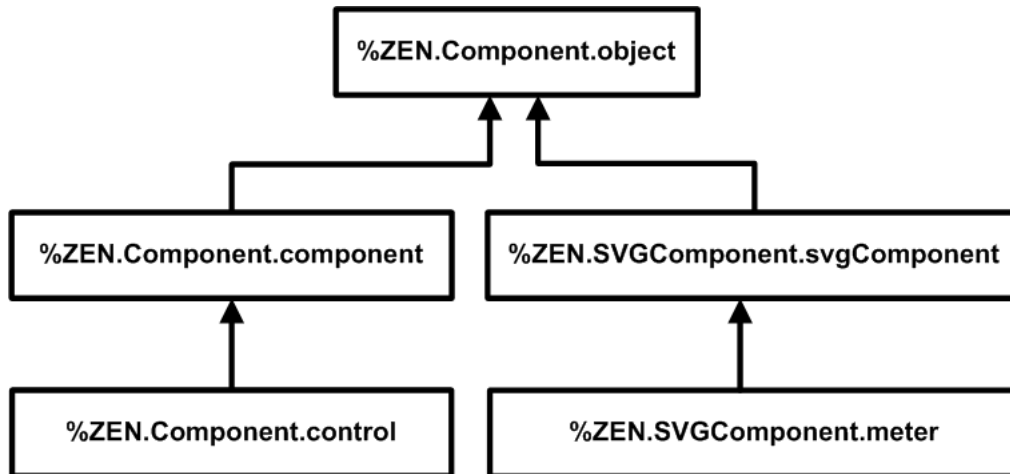 %ZEN.Component.object
%ZEN.Component.component
%ZEN.SVGComponent.svgComponent
%ZEN.Component.control
%ZEN.SVGComponent.meter